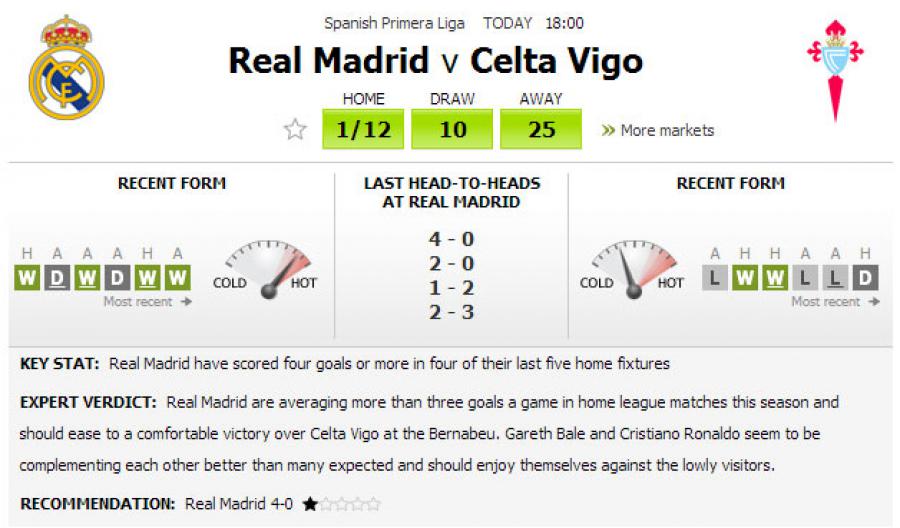 Spanish Primera Liga TODAY 18:00
Real Madrid v Celta Vigo
HOME DRAW AWAY
1/12 10 25 » More markets
RECENT FORM
H A A A H A
W D W D W W
Most recent
COLD HOT
LAST HEAD-TO-HEADS
AT REAL MADRID
4 - 0
2 - 0
1 - 2
2 - 3
RECENT FORM
COLD HOT
A H H A A H
L W W L L D
Most recent
KEY STAT: Real Madrid have scored four goals or more in four of their last five home fixtures
EXPERT VERDICT: Real Madrid are averaging more than three goals a game in home league matches this season and
should ease to a comfortable victory over Celta Vigo at the Bernabeu. Gareth Bale and Cristiano Ronaldo seem to be
complementing each other better than many expected and should enjoy themselves against the lowly visitors.
RECOMMENDATION: Real Madrid 4-0